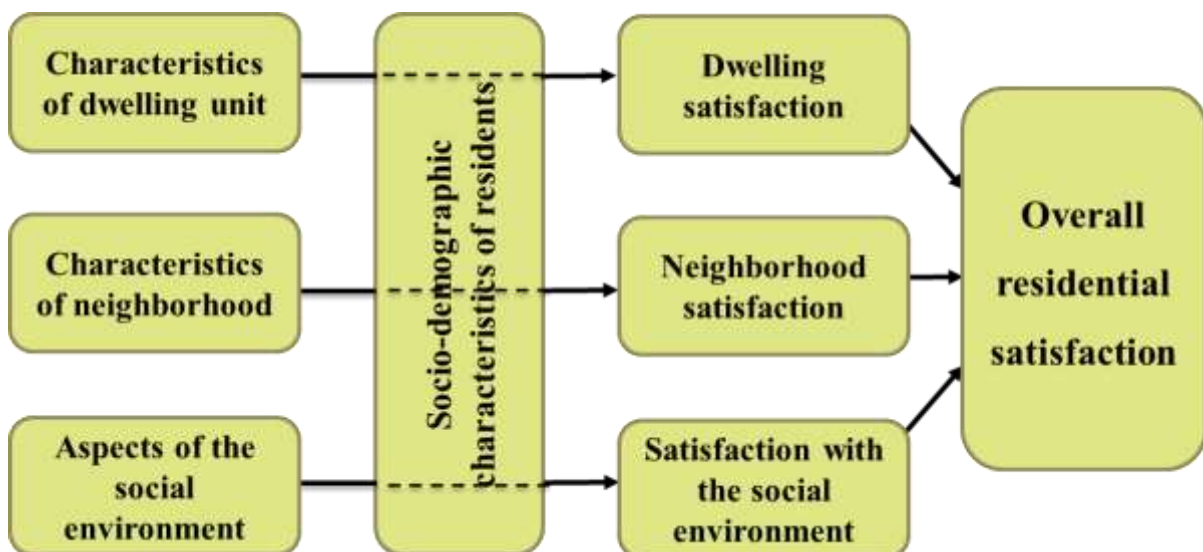 Characteristics
of dwelling unit
Characteristics
of neighborhood
Aspects of the
social
environment
Socio-demographic
characteristics of residents
Dwelling
satisfaction
Neighborhood
satisfaction
Satisfaction with
the social
environment
Overall
residential
satisfaction